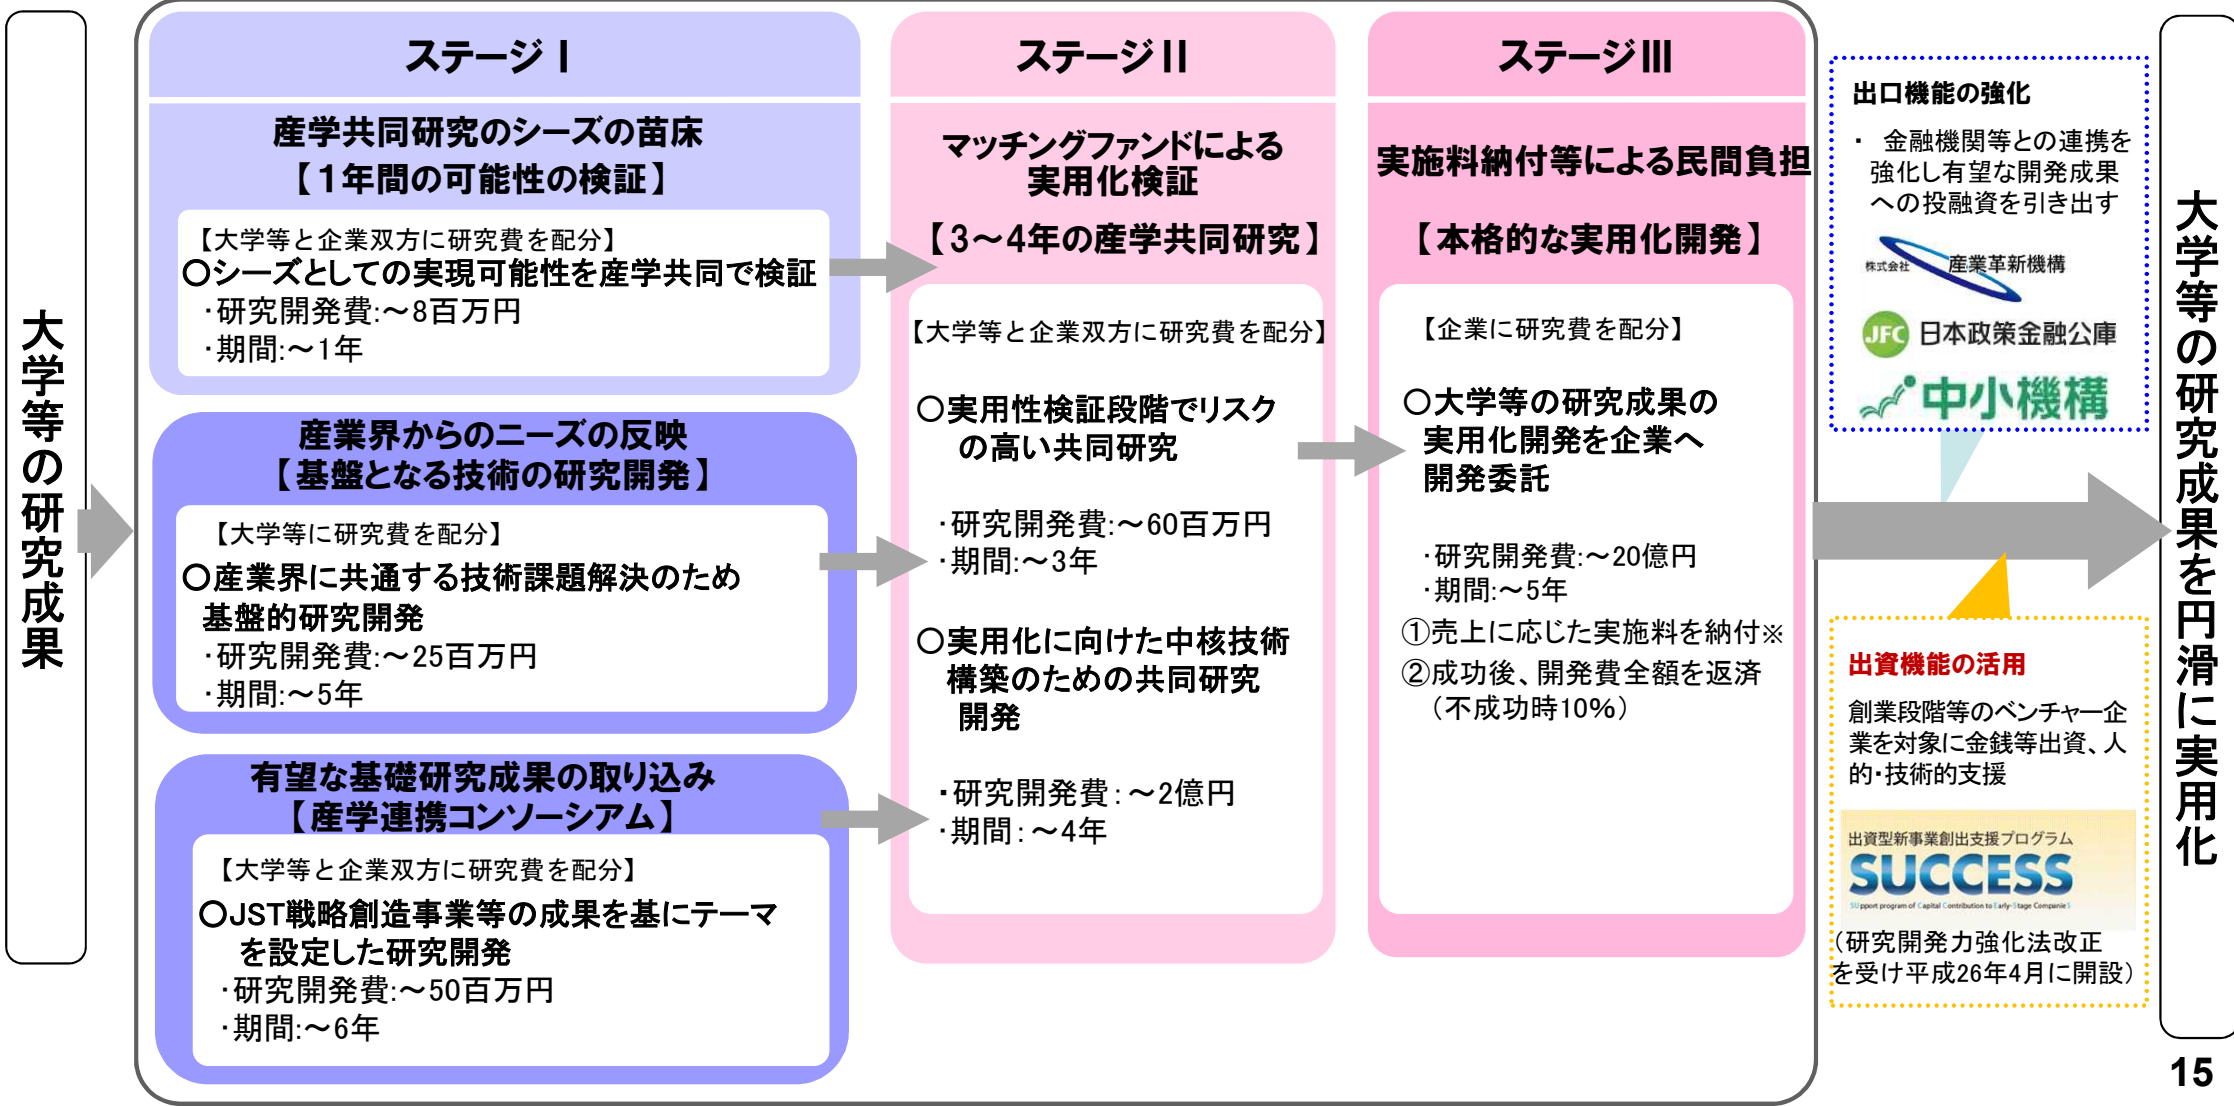 大学等の研究成果
ステージⅠ
産学共同研究のシーズの苗床
【1年間の可能性の検証】
【大学等と企業双方に研究費を配分】
〇シーズとしての実現可能性を産学共同で検証
・研究開発費:～8百万円
・期間:～1年
産業界からのニーズの反映
【基盤となる技術の研究開発】
【大学等に研究費を配分】
〇産業界に共通する技術課題解決のため
基盤的研究開発
・研究開発費:～25百万円
・期間:～5年
有望な基礎研究成果の取り込み
【産学連携コンソーシアム】
【大学等と企業双方に研究費を配分】
〇JST戦略創造事業等の成果を基にテーマ
を設定した研究開発
・研究開発費:～50百万円
・期間:～6年
ステージⅡ
マッチングファンドによる
実用化検証
【3～4年の産学共同研究】
【大学等と企業双方に研究費を配分】
〇実用性検証段階でリスク
の高い共同研究
・研究開発費:～60百万円
・期間:～3年
〇実用化に向けた中核技術
構築のための共同研究
開発
・研究開発費：～2億円
・期間：～4年
ステージⅢ
実施料納付等による民間負担
【本格的な実用化開発】
【企業に研究費を配分】
〇大学等の研究成果の
実用化開発を企業へ
開発委託
・研究開発費:～20億円
・期間:～5年
①売上に応じた実施料を納付※
②成功後、開発費全額を返済
（不成功時10%）
出口機能の強化
・ 金融機関等との連携を
強化し有望な開発成果
への投融資を引き出す
株式会社 産業革新機構
JFC 日本政策金融公庫
中小機構
出資機能の活用
創業段階等のベンチャー企
業を対象に金銭等出資、人
的・技術的支援
出資型新事業創出支援プログラム
SUCCESS
SUpport program of Capital Contribution to Early-Stage CompanieS
（研究開発力強化法改正
を受け平成26年4月に開設）
大学等の研究成果を円滑に実用化
15